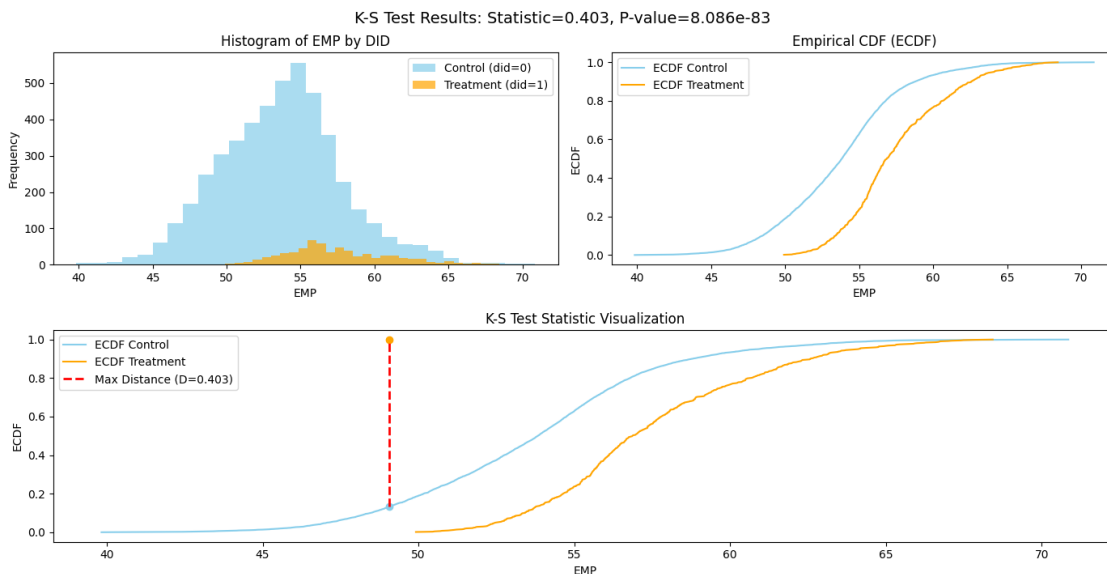 K-S Test Results: Statistic=0.403, P-value=8.086e-83
Histogram of EMP by DID
Control (did=0)
Treatment (did=1)
Frequency
500
400
300
200
100
0
40 45 50 55 60 65 70
EMP
Empirical CDF (ECDF)
ECDF Control
ECDF Treatment
ECDF
1.0
0.8
0.6
0.4
0.2
0.0
40 45 50 55 60 65 70
EMP
K-S Test Statistic Visualization
ECDF Control
ECDF Treatment
Max Distance (D=0.403)
ECDF
1.0
0.8
0.6
0.4
0.2
0.0
40 45 50 55 60 65 70
EMP